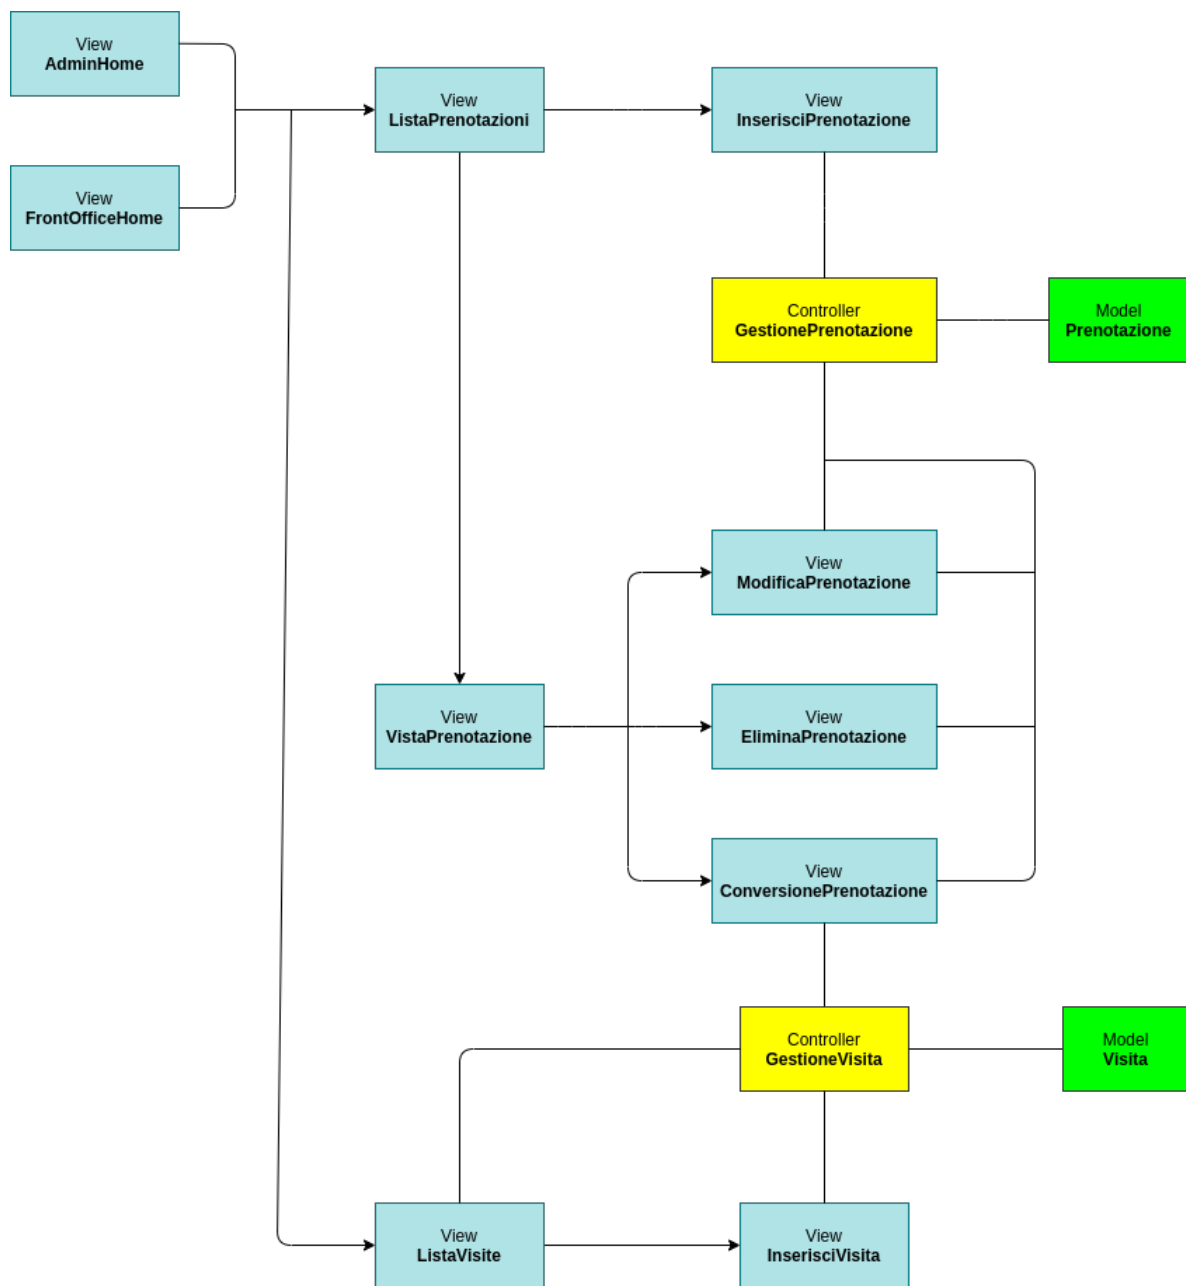 View
AdminHome
View
FrontOfficeHome
View
ListaPrenotazioni
View
InserisciPrenotazione
Controller
GestionePrenotazione
Model
Prenotazione
View
ModificaPrenotazione
View
VistaPrenotazione
View
EliminaPrenotazione
View
ConversionePrenotazione
Controller
GestioneVisita
Model
Visita
View
ListaVisite
View
InserisciVisita